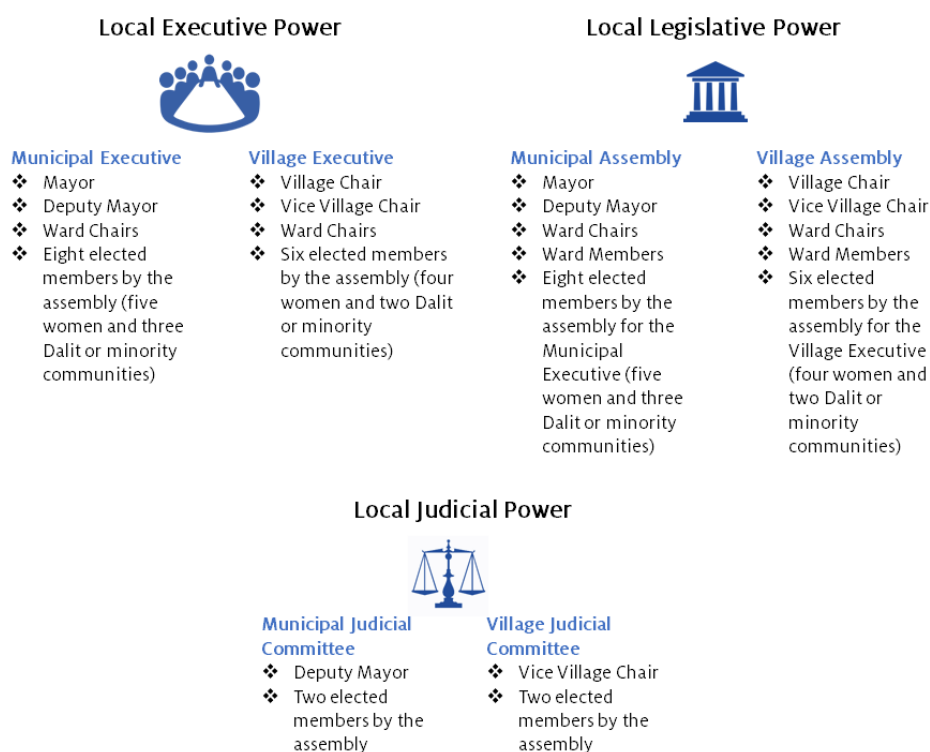 Local Executive Power
Municipal Executive
❖ Mayor
❖ Deputy Mayor
❖ Ward Chairs
❖ Eight elected
members by the
assembly (five
women and three
Dalit or minority
communities)
Village Executive
❖ Village Chair
❖ Vice Village Chair
❖ Ward Chairs
❖ Six elected members
by the assembly (four
women and two Dalit
or minority
communities)
Local Legislative Power
Municipal Assembly
❖ Mayor
❖ Deputy Mayor
❖ Ward Chairs
❖ Ward Members
❖ Eight elected
members by the
assembly for the
Municipal
Executive (five
women and three
Dalit or minority
communities)
Village Assembly
❖ Village Chair
❖ Vice Village Chair
❖ Ward Chairs
❖ Ward Members
❖ Six elected
members by the
assembly for the
Village Executive
(four women and
two Dalit or
minority
communities)
Local Judicial Power
Municipal Judicial
Committee
❖ Deputy Mayor
❖ Two elected
members by the
assembly
Village Judicial
Committee
❖ Vice Village Chair
❖ Two elected
members by the
assembly